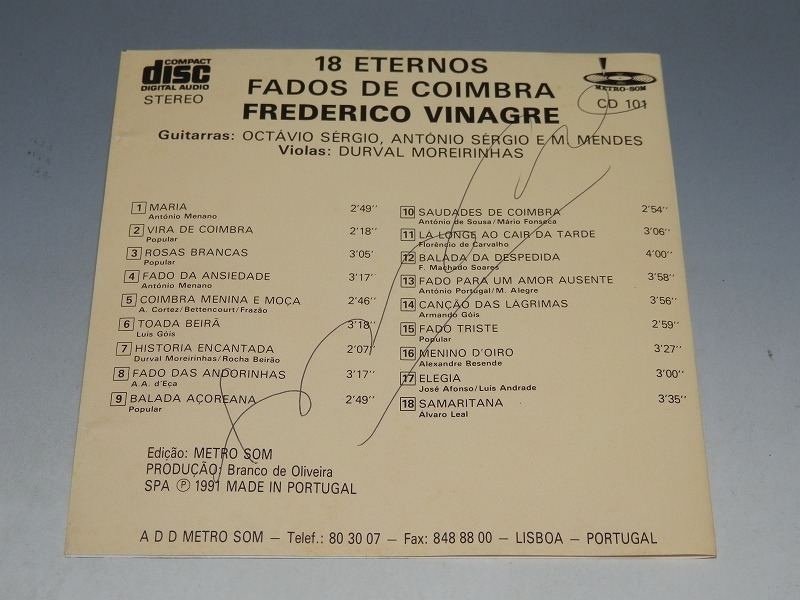 COMPACT
disc
DIGITAL AUDIO
STEREO
18 ETERNOS
FADOS DE COIMBRA
FREDERICO VINAGRE
METRO-SOM
CD 101
Guitarras: OCTÁVIO SÉRGIO, ANTÓNIO SÉRGIO E M. MENDES
Violas: DURVAL MOREIRINHAS
1 MARIA 2'49''
António Menano
2 VIRA DE COIMBRA 2'18''
Popular
3 ROSAS BRANCAS 3'05'
Popular
4 FADO DA ANSIEDADE 3'17''
António Menano
5 COIMBRA MENINA E MOÇA 2'46''
A. Cortez/Bettencourt/Frazão
6 TOADA BEIRÃ 3'18''
Luis Góis
7 HISTORIA ENCANTADA 2'07''
Durval Moreirinhas/Rocha Beirão
8 FADO DAS ANDORINHAS 3'17''
A.A. d'Eça
9 BALADA AÇOREANA 2'49''
Popular
10 SAUDADES DE COIMBRA 2'54''
António de Sousa/Mário Fonseca
11 LÁ LONGE AO CAIR DA TARDE 3'06''
Florêncio de Carvalho
12 BALADA DA DESPEDIDA 4'00''
F. Machado Soares
13 FADO PARA UM AMOR AUSENTE 3'58''
António Portugal/M. Alegre
14 CANÇÃO DAS LÁGRIMAS 3'56''
Armando Góis
15 FADO TRISTE 2'59''
Popular
16 MENINO D'OIRO 3'27''
Alexandre Resende
17 ELEGIA 3'00''
José Afonso/Luis Andrade
18 SAMARITANA 3'35''
Alvaro Leal
Edição: METRO SOM
PRODUÇÃO: Branco de Oliveira
SPA Ⓟ 1991 MADE IN PORTUGAL
A D D METRO SOM — Telef.: 80 30 07 — Fax: 848 88 00 — LISBOA — PORTUGAL